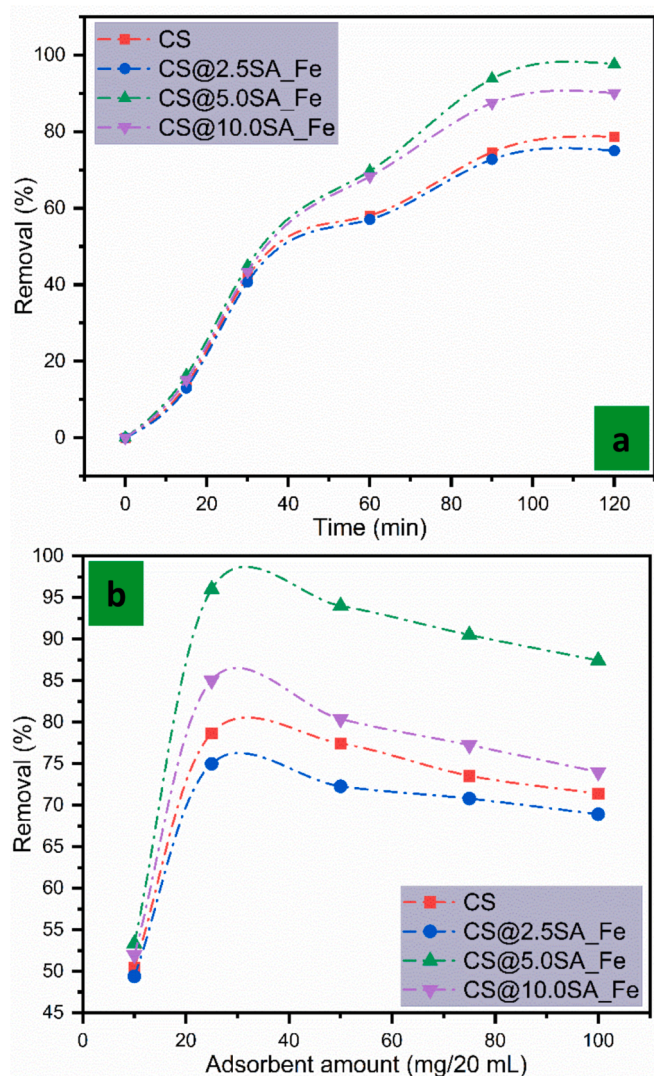 CS
CS@2.5SA_Fe
CS@5.0SA_Fe
CS@10.0SA_Fe
100
80
60
40
20
0
Removal (%)
a
0 20 40 60 80 100 120
Time (min)
b
100
95
90
85
80
75
70
65
60
55
50
45
Removal (%)
CS
CS@2.5SA_Fe
CS@5.0SA_Fe
CS@10.0SA_Fe
0 20 40 60 80 100
Adsorbent amount (mg/20 mL)